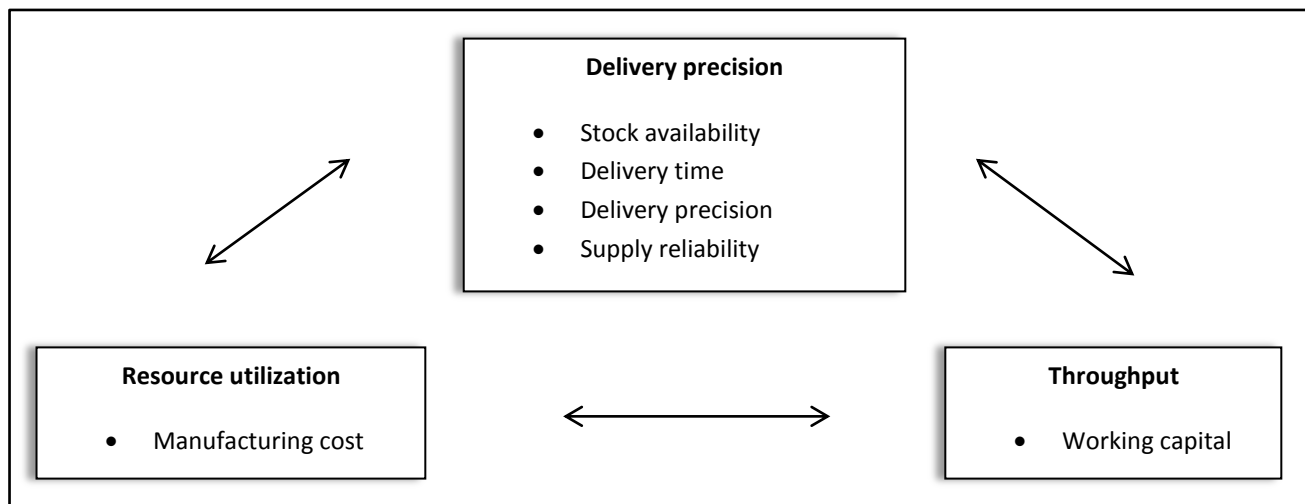 Delivery precision
• Stock availability
• Delivery time
• Delivery precision
• Supply reliability
Resource utilization
• Manufacturing cost
Throughput
• Working capital